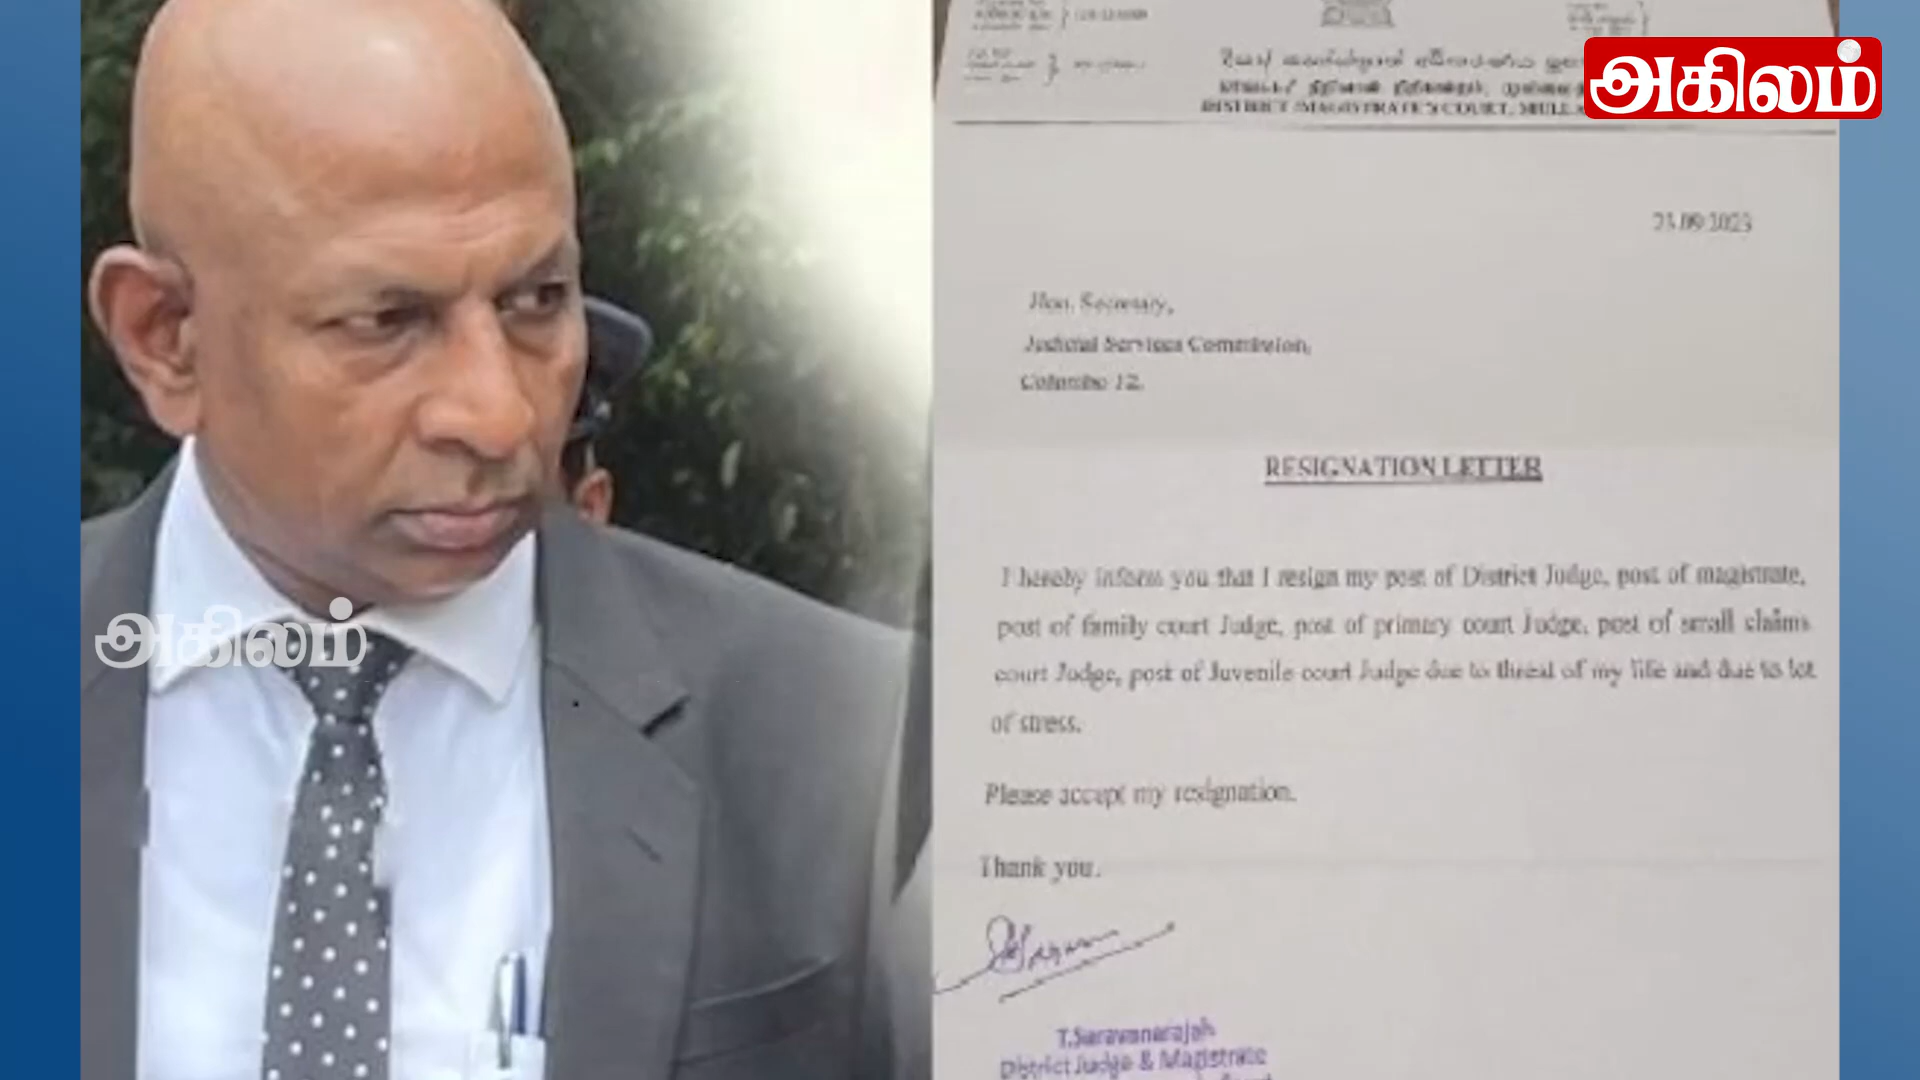 அகிலம்
DISTRICT /MAGISTRATE'S COURT,
23.09.2023
Hon. Secretary,
Judicial Services Commission,
Colombo 12.
RESIGNATION LETTER
I hereby inform you that I resign my post of District Judge, post of magistrate,
post of family court Judge, post of primary court Judge, post of small claims
court Judge, post of Juvenile court Judge due to threat of my life and due to lot
of stress.
Please accept my resignation.
Thank you.
T.Saravanarajah
District Judge & Magistrate
அகிலம்